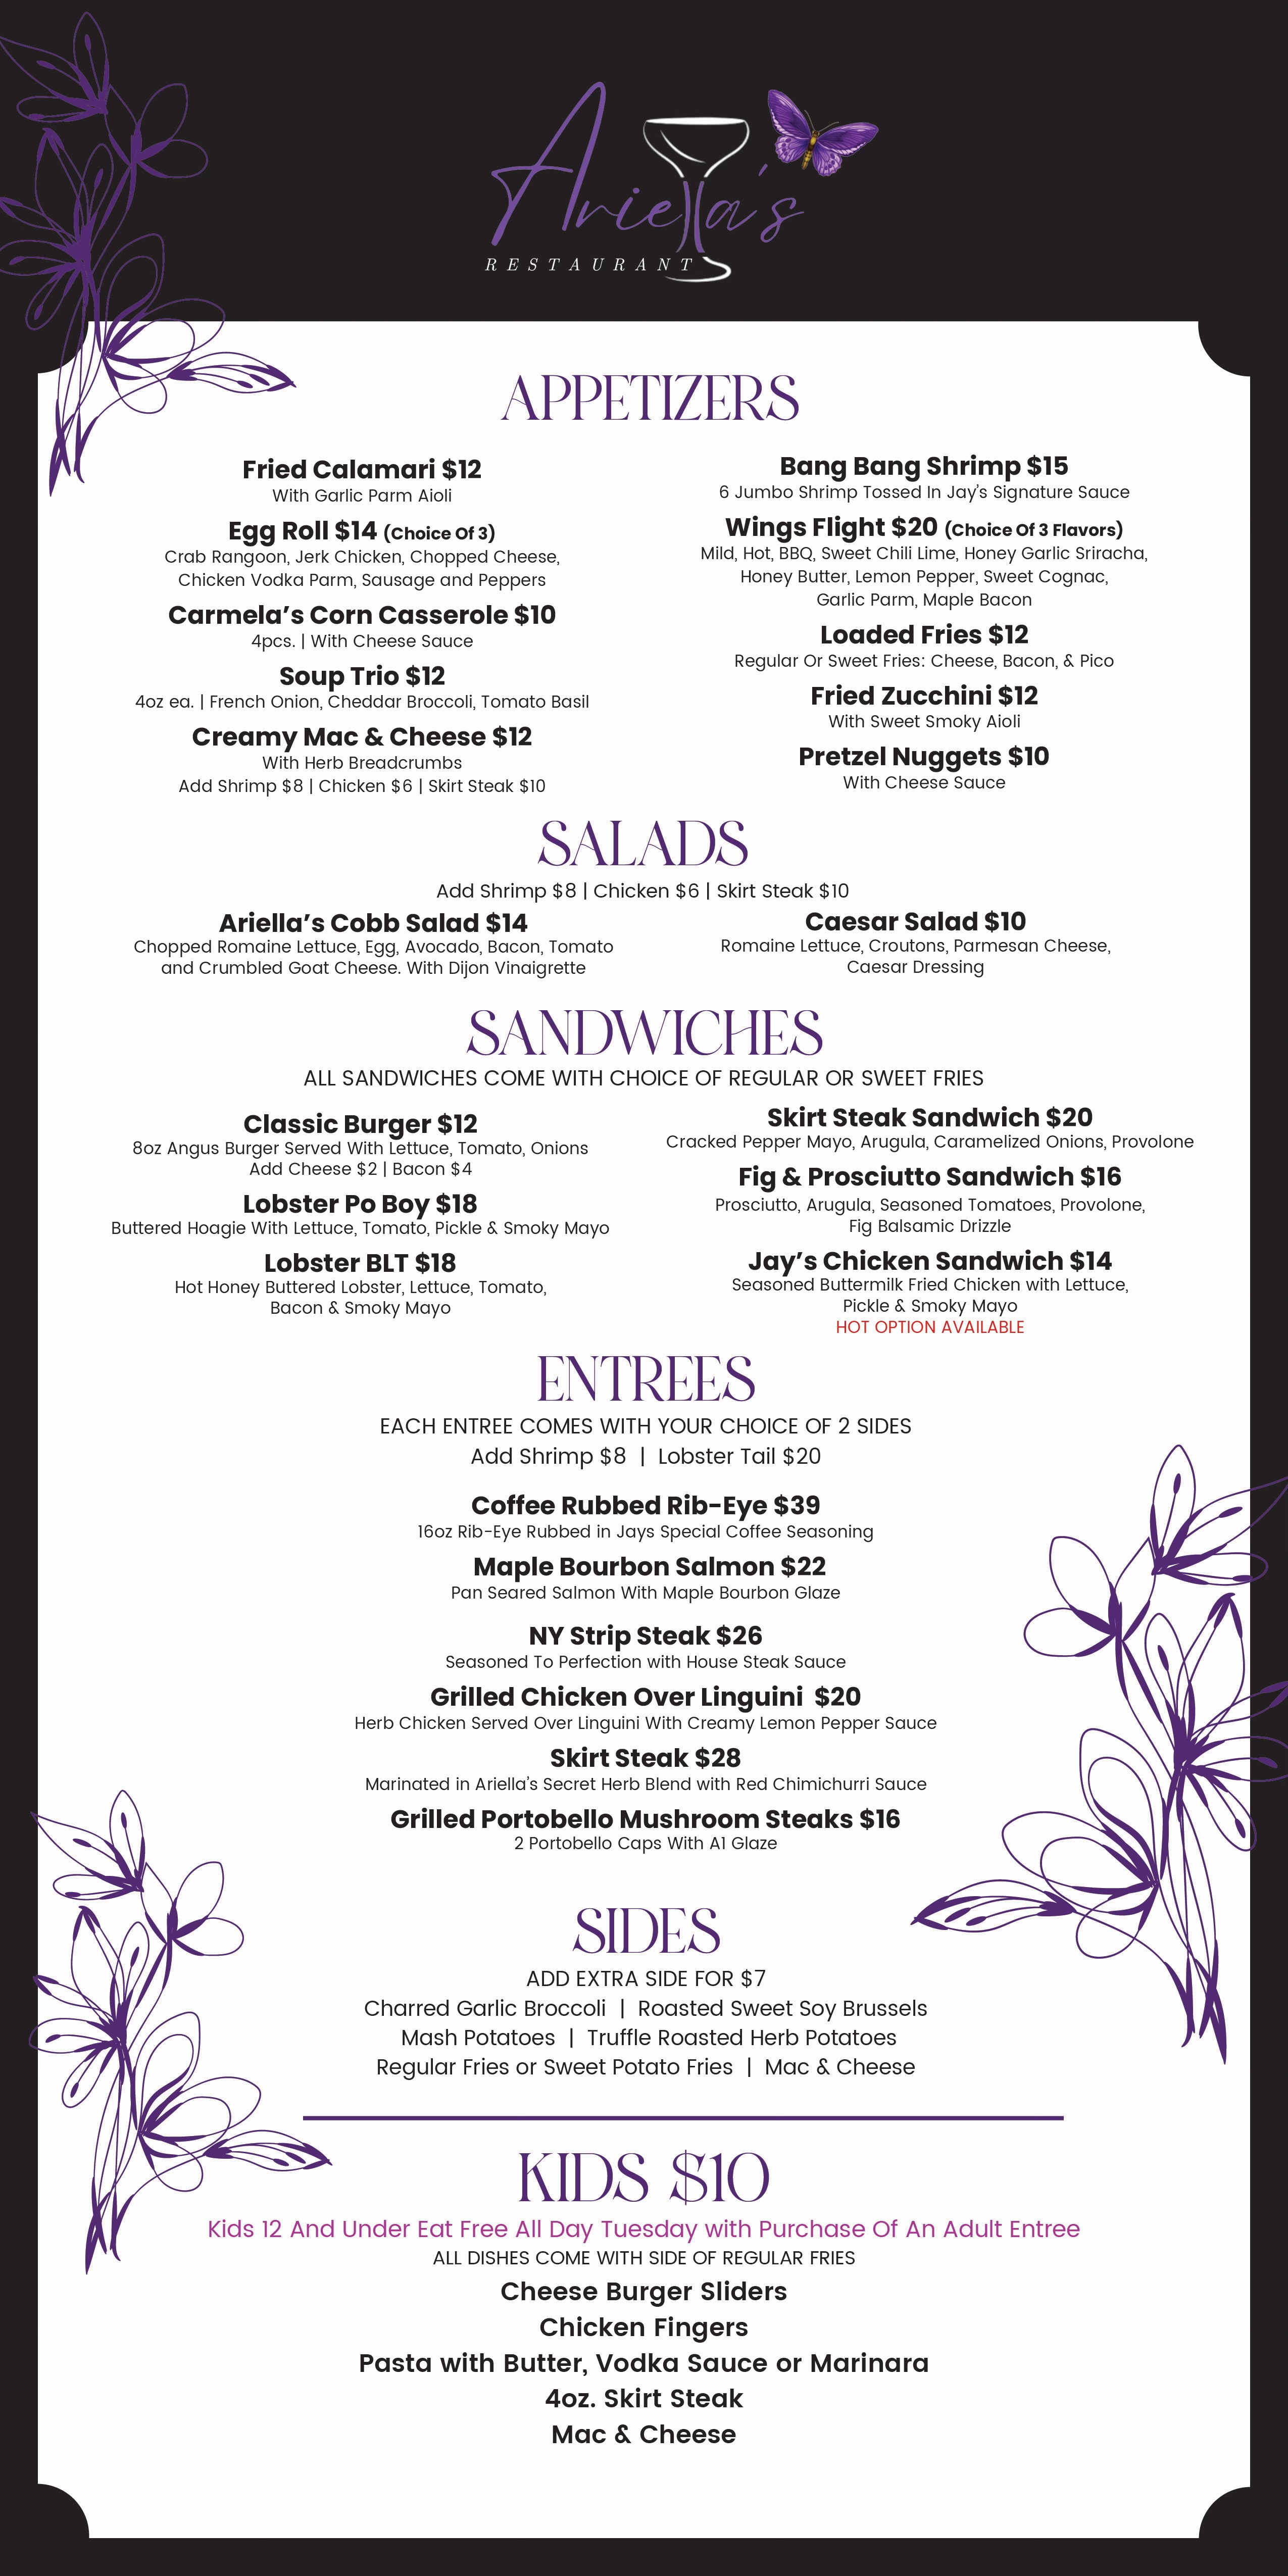 Ariella's
RESTAURANT
APPETIZERS
Fried Calamari $12
With Garlic Parm Aioli
Egg Roll $14 (Choice Of 3)
Crab Rangoon, Jerk Chicken, Chopped Cheese,
Chicken Vodka Parm, Sausage and Peppers
Carmela's Corn Casserole $10
4pcs. | With Cheese Sauce
Soup Trio $12
4oz ea. | French Onion, Cheddar Broccoli, Tomato Basil
Creamy Mac & Cheese $12
With Herb Breadcrumbs
Add Shrimp $8 | Chicken $6 | Skirt Steak $10
Bang Bang Shrimp $15
6 Jumbo Shrimp Tossed In Jay's Signature Sauce
Wings Flight $20 (Choice Of 3 Flavors)
Mild, Hot, BBQ, Sweet Chili Lime, Honey Garlic Sriracha,
Honey Butter, Lemon Pepper, Sweet Cognac,
Garlic Parm, Maple Bacon
Loaded Fries $12
Regular Or Sweet Fries: Cheese, Bacon, & Pico
Fried Zucchini $12
With Sweet Smoky Aioli
Pretzel Nuggets $10
With Cheese Sauce
SALADS
Add Shrimp $8 | Chicken $6 | Skirt Steak $10
Ariella's Cobb Salad $14
Chopped Romaine Lettuce, Egg, Avocado, Bacon, Tomato
and Crumbled Goat Cheese. With Dijon Vinaigrette
Caesar Salad $10
Romaine Lettuce, Croutons, Parmesan Cheese,
Caesar Dressing
SANDWICHES
ALL SANDWICHES COME WITH CHOICE OF REGULAR OR SWEET FRIES
Classic Burger $12
8oz Angus Burger Served With Lettuce, Tomato, Onions
Add Cheese $2 | Bacon $4
Lobster Po Boy $18
Buttered Hoagie With Lettuce, Tomato, Pickle & Smoky Mayo
Lobster BLT $18
Hot Honey Buttered Lobster, Lettuce, Tomato,
Bacon & Smoky Mayo
Skirt Steak Sandwich $20
Cracked Pepper Mayo, Arugula, Caramelized Onions, Provolone
Fig & Prosciutto Sandwich $16
Prosciutto, Arugula, Seasoned Tomatoes, Provolone,
Fig Balsamic Drizzle
Jay's Chicken Sandwich $14
Seasoned Buttermilk Fried Chicken with Lettuce,
Pickle & Smoky Mayo
HOT OPTION AVAILABLE
ENTREES
EACH ENTREE COMES WITH YOUR CHOICE OF 2 SIDES
Add Shrimp $8 | Lobster Tail $20
Coffee Rubbed Rib-Eye $39
16oz Rib-Eye Rubbed in Jays Special Coffee Seasoning
Maple Bourbon Salmon $22
Pan Seared Salmon With Maple Bourbon Glaze
NY Strip Steak $26
Seasoned To Perfection with House Steak Sauce
Grilled Chicken Over Linguini $20
Herb Chicken Served Over Linguini With Creamy Lemon Pepper Sauce
Skirt Steak $28
Marinated in Ariella's Secret Herb Blend with Red Chimichurri Sauce
Grilled Portobello Mushroom Steaks $16
2 Portobello Caps With A1 Glaze
SIDES
ADD EXTRA SIDE FOR $7
Charred Garlic Broccoli | Roasted Sweet Soy Brussels
Mash Potatoes | Truffle Roasted Herb Potatoes
Regular Fries or Sweet Potato Fries | Mac & Cheese
KIDS $10
Kids 12 And Under Eat Free All Day Tuesday with Purchase Of An Adult Entree
ALL DISHES COME WITH SIDE OF REGULAR FRIES
Cheese Burger Sliders
Chicken Fingers
Pasta with Butter, Vodka Sauce or Marinara
4oz. Skirt Steak
Mac & Cheese